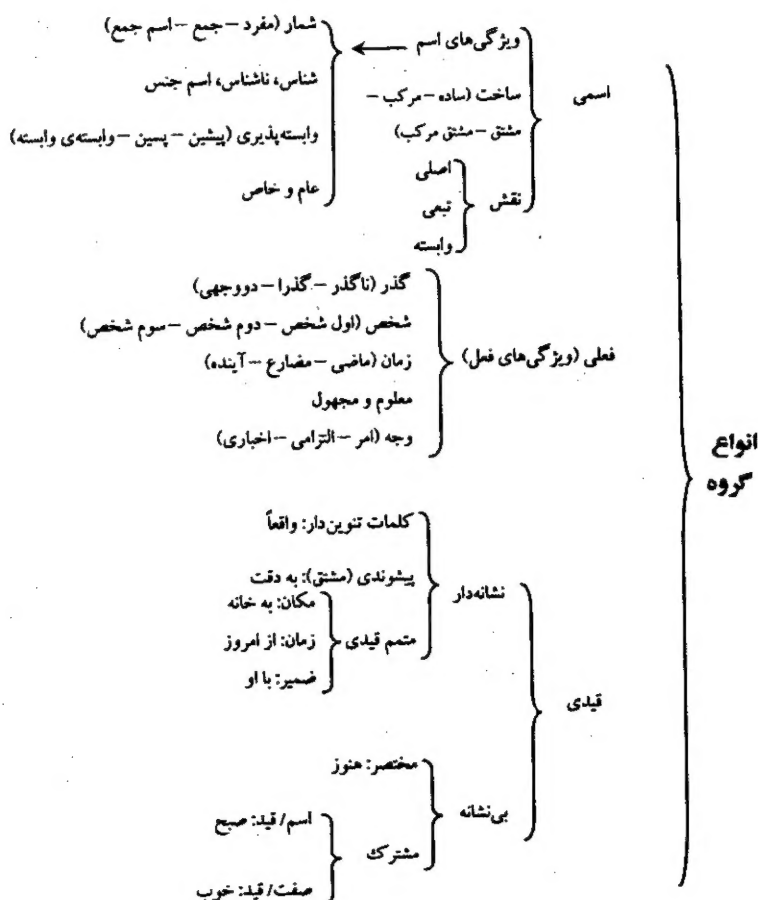 انواع
گروه
اسمی
ویژگی‌های اسم
شمار (مفرد – جمع – اسم جمع)
شناس، ناشناس، اسم جنس
وابسته‌پذیری (پیشین – پسین – وابسته‌ی وابسته)
عام و خاص
ساخت (ساده – مرکب –
مشتق – مشتق مرکب)
نقش
اصلی
تبعی
وابسته
فعلی (ویژگی‌های فعل)
گذر (ناگذر – گذرا – دووجهی)
شخص (اول شخص – دوم شخص – سوم شخص)
زمان (ماضی – مضارع – آینده)
معلوم و مجهول
وجه (امر – التزامی – اخباری)
قیدی
نشانه‌دار
کلمات تنوین‌دار: واقعاً
پیشوندی (مشتق): به دقت
متمم قیدی
مکان: به خانه
زمان: از امروز
ضمیر: با او
بی‌نشانه
مختصر: هنوز
مشترک
اسم/ قید: صبح
صفت/ قید: خوب